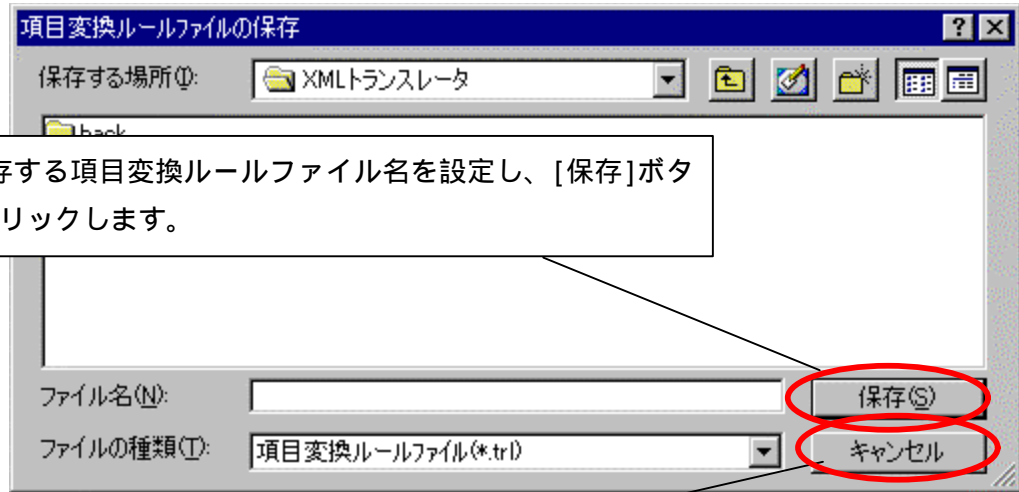 項目変換ルールファイルの保存
保存する場所(I):
XMLトランスレータ
back
存する項目変換ルールファイル名を設定し、[保存]ボタ
リックします。
ファイル名(N):
保存(S)
ファイルの種類(T):
項目変換ルールファイル(*.trl)
キャンセル